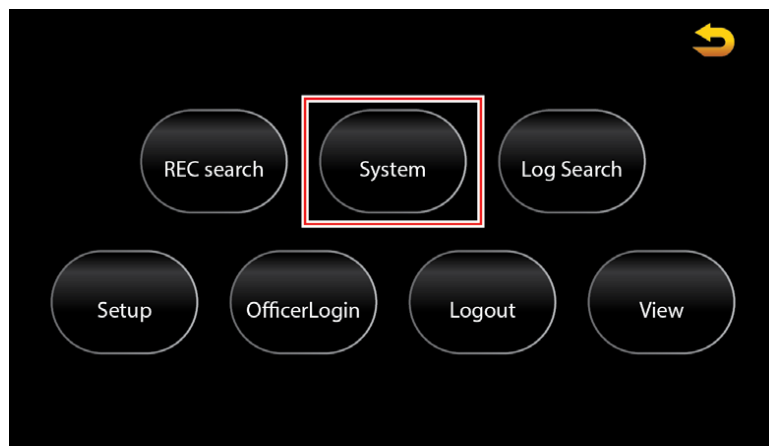 REC search
System
Log Search
Setup
OfficerLogin
Logout
View